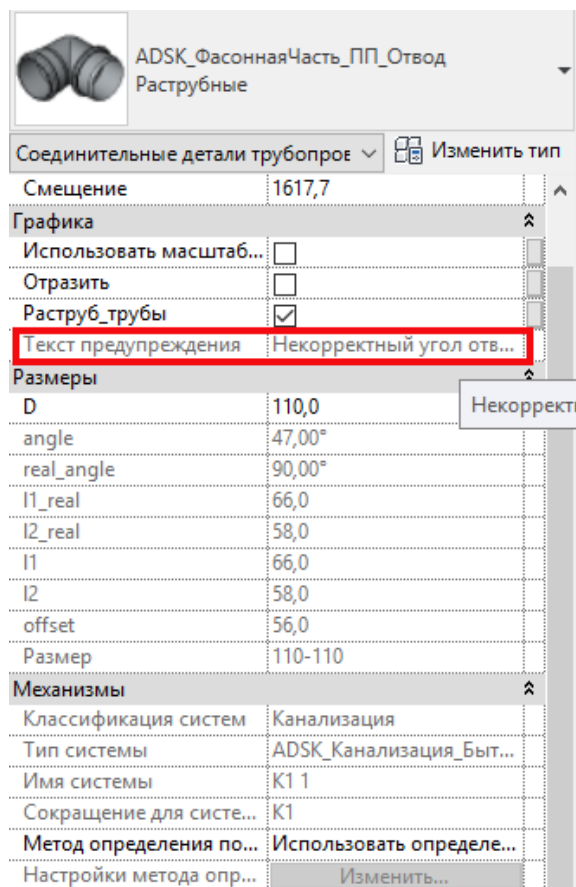 ADSK_ФасоннаяЧасть_ПП_Отвод
Раструбные
Соединительные детали трубопров Изменить тип
Смещение 1617,7
Графика
Использовать масштаб...
Отразить
Раструб_трубы
Текст предупреждения Некорректный угол отв...
Размеры
D 110,0 Некоррект
angle 47,00°
real_angle 90,00°
l1_real 66,0
l2_real 58,0
l1 66,0
l2 58,0
offset 56,0
Размер 110-110
Механизмы
Классификация систем Канализация
Тип системы ADSK_Канализация_Быт...
Имя системы К1 1
Сокращение для систе... К1
Метод определения по... Использовать определе...
Настройки метода опр... Изменить...